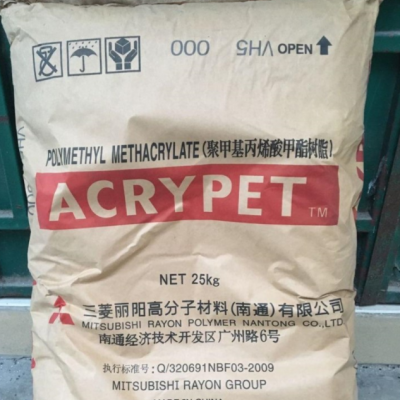 VH5 000 OPEN
POLYMETHYL METHACRYLATE (聚甲基丙烯酸甲酯树脂)
ACRYPET TM
NET 25kg
三菱丽阳高分子材料(南通)有限公司
MITSUBISHI RAYON POLYMER NANTONG CO.,LTD
南通经济技术开发区广州路6号
执行标准号: Q/320691NBF03-2009
MITSUBISHI RAYON GROUP